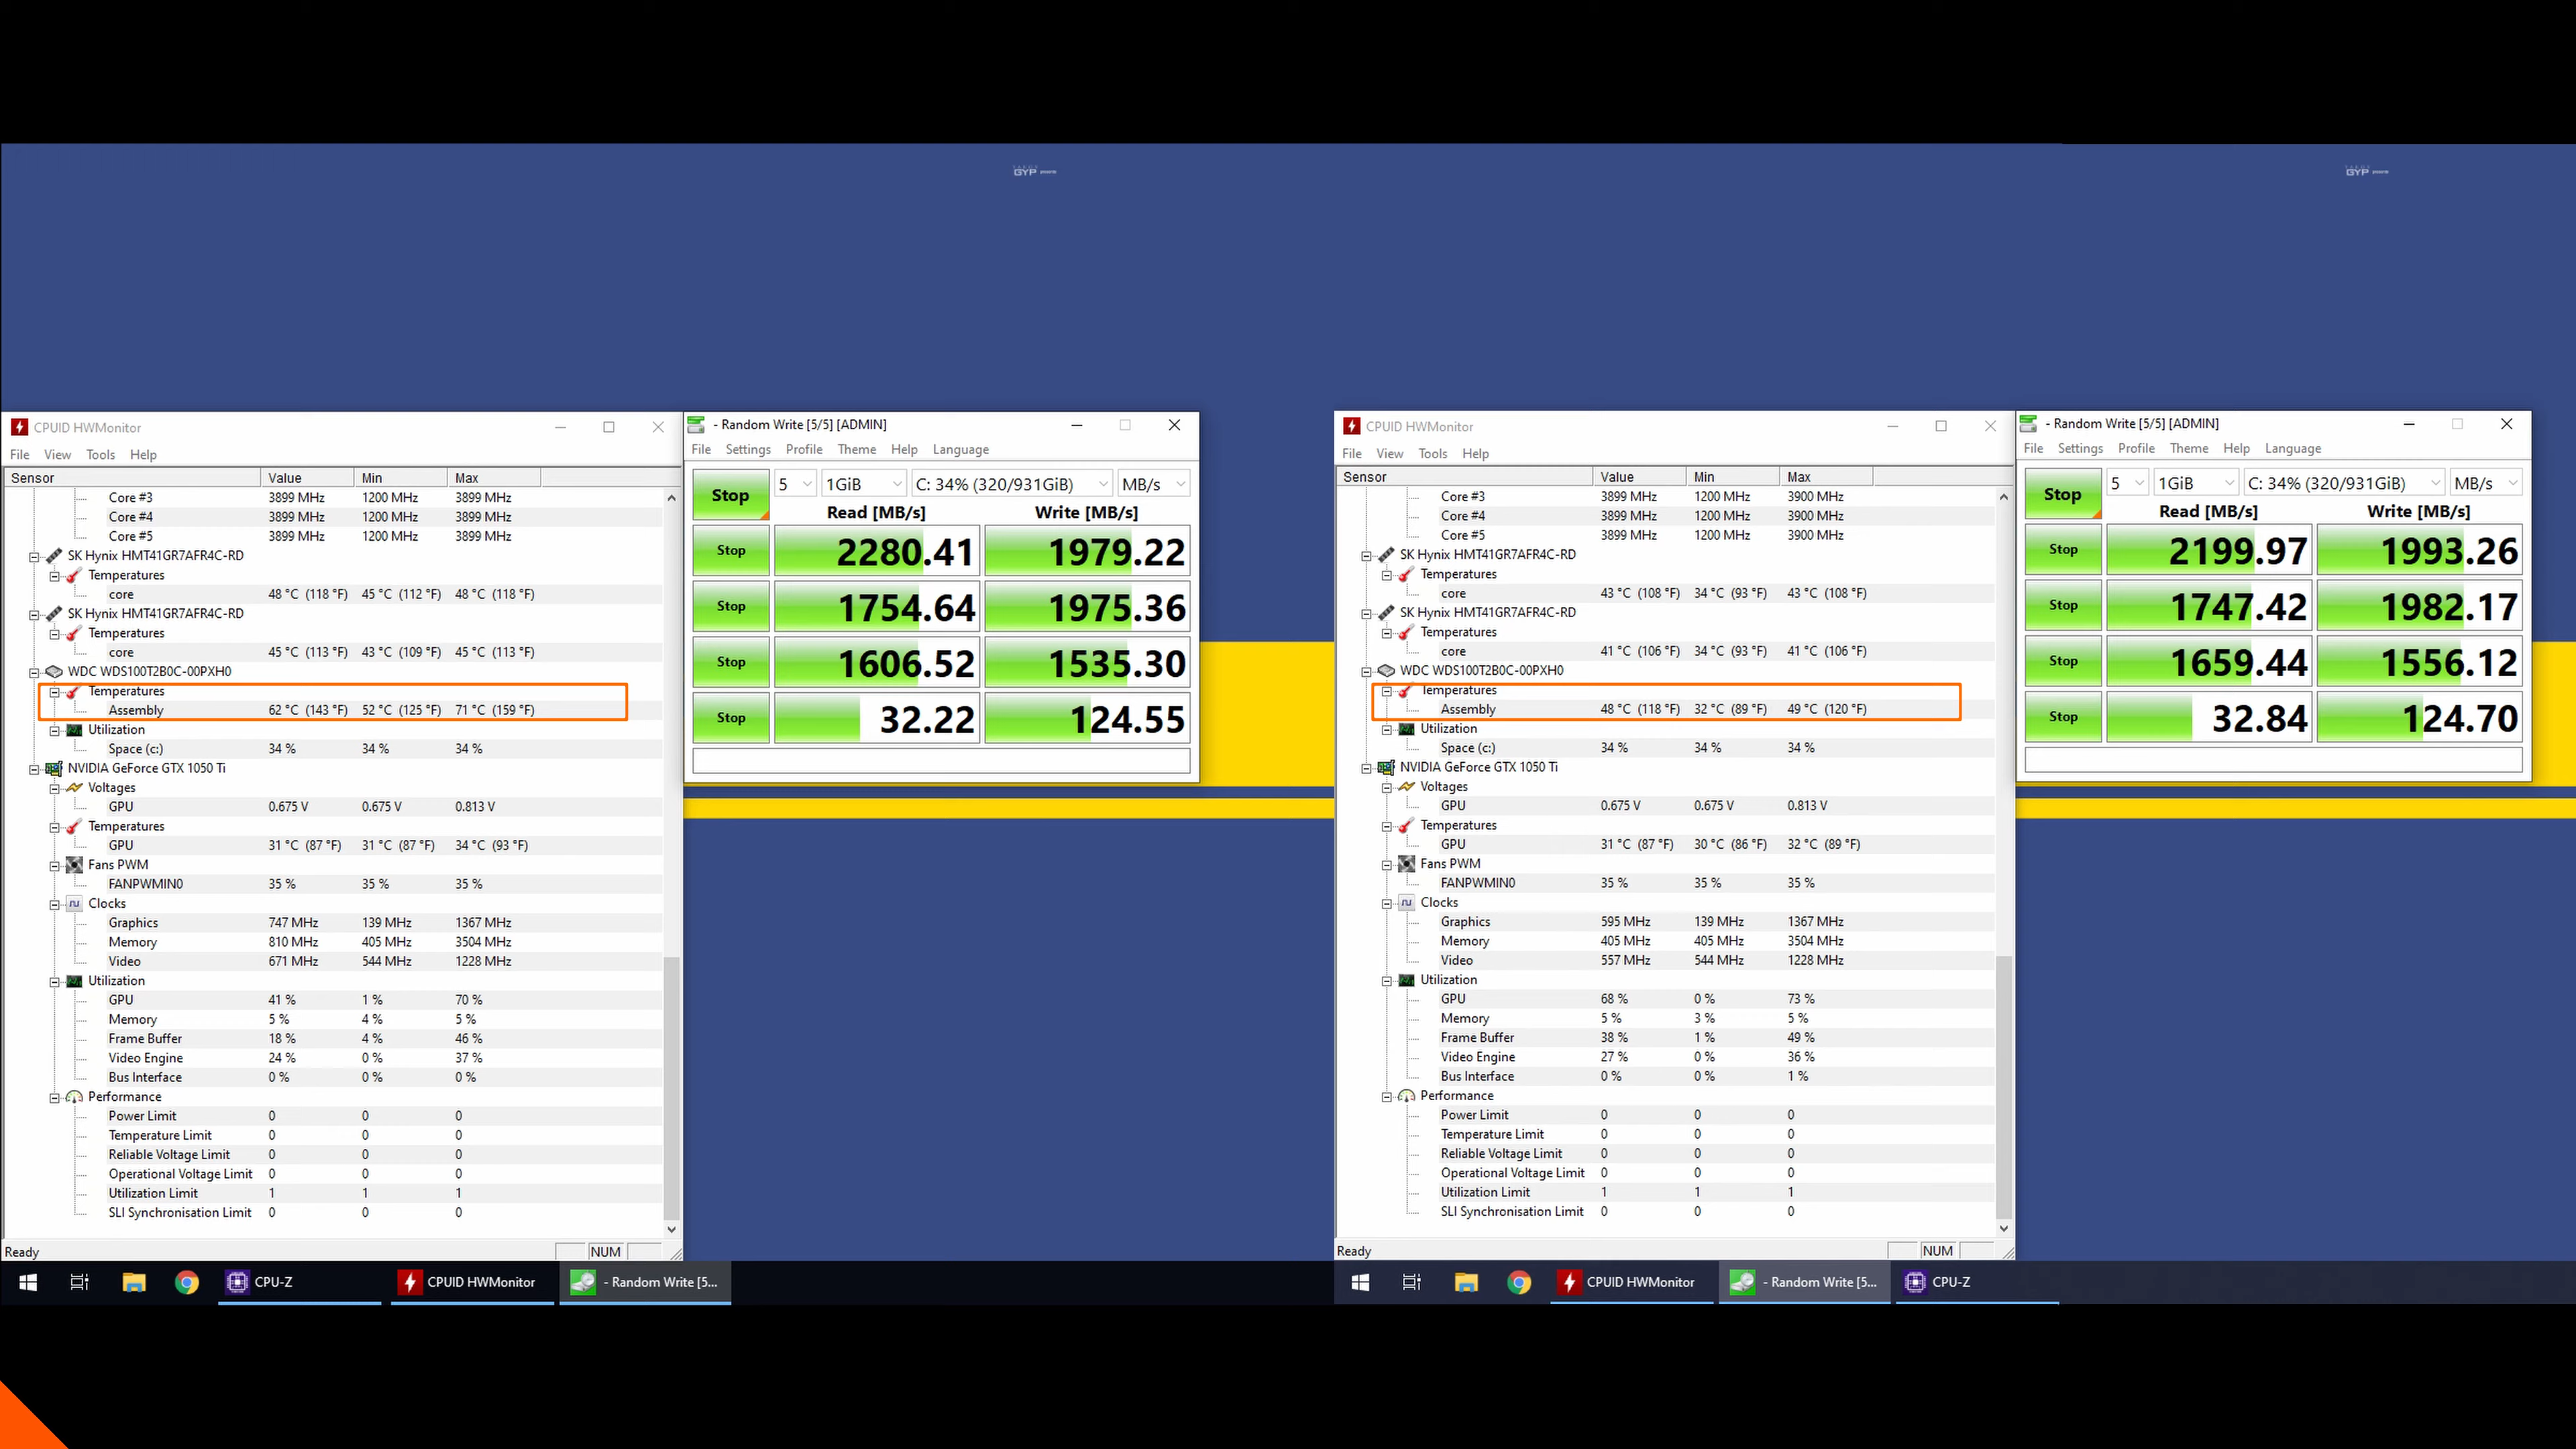 GYP
GYP
CPUID HWMonitor
File View Tools Help
Sensor Value Min Max
Core #3 3899 MHz 1200 MHz 3899 MHz
Core #4 3899 MHz 1200 MHz 3899 MHz
Core #5 3899 MHz 1200 MHz 3899 MHz
SK Hynix HMT41GR7AFR4C-RD
Temperatures
core 48 °C (118 °F) 45 °C (112 °F) 48 °C (118 °F)
SK Hynix HMT41GR7AFR4C-RD
Temperatures
core 45 °C (113 °F) 43 °C (109 °F) 45 °C (113 °F)
WDC WDS100T2B0C-00PXH0
Temperatures
Assembly 62 °C (143 °F) 52 °C (125 °F) 71 °C (159 °F)
Utilization
Space (c:) 34 % 34 % 34 %
NVIDIA GeForce GTX 1050 Ti
Voltages
GPU 0.675 V 0.675 V 0.813 V
Temperatures
GPU 31 °C (87 °F) 31 °C (87 °F) 34 °C (93 °F)
Fans PWM
FANPWMIN0 35 % 35 % 35 %
Clocks
Graphics 747 MHz 139 MHz 1367 MHz
Memory 810 MHz 405 MHz 3504 MHz
Video 671 MHz 544 MHz 1228 MHz
Utilization
GPU 41 % 1 % 70 %
Memory 5 % 4 % 5 %
Frame Buffer 18 % 4 % 46 %
Video Engine 24 % 0 % 37 %
Bus Interface 0 % 0 % 0 %
Performance
Power Limit 0 0 0
Temperature Limit 0 0 0
Reliable Voltage Limit 0 0 0
Operational Voltage Limit 0 0 0
Utilization Limit 1 1 1
SLI Synchronisation Limit 0 0 0
Ready NUM
- Random Write [5/5] [ADMIN]
File Settings Profile Theme Help Language
Stop 5 1GiB C: 34% (320/931GiB) MB/s
Read [MB/s] Write [MB/s]
Stop 2280.41 1979.22
Stop 1754.64 1975.36
Stop 1606.52 1535.30
Stop 32.22 124.55
CPU-Z CPUID HWMonitor - Random Write [5...
CPUID HWMonitor
File View Tools Help
Sensor Value Min Max
Core #3 3899 MHz 1200 MHz 3900 MHz
Core #4 3899 MHz 1200 MHz 3900 MHz
Core #5 3899 MHz 1200 MHz 3900 MHz
SK Hynix HMT41GR7AFR4C-RD
Temperatures
core 43 °C (108 °F) 34 °C (93 °F) 43 °C (108 °F)
SK Hynix HMT41GR7AFR4C-RD
Temperatures
core 41 °C (106 °F) 34 °C (93 °F) 41 °C (106 °F)
WDC WDS100T2B0C-00PXH0
Temperatures
Assembly 48 °C (118 °F) 32 °C (89 °F) 49 °C (120 °F)
Utilization
Space (c:) 34 % 34 % 34 %
NVIDIA GeForce GTX 1050 Ti
Voltages
GPU 0.675 V 0.675 V 0.813 V
Temperatures
GPU 31 °C (87 °F) 30 °C (86 °F) 32 °C (89 °F)
Fans PWM
FANPWMIN0 35 % 35 % 35 %
Clocks
Graphics 595 MHz 139 MHz 1367 MHz
Memory 405 MHz 405 MHz 3504 MHz
Video 557 MHz 544 MHz 1228 MHz
Utilization
GPU 68 % 0 % 73 %
Memory 5 % 3 % 5 %
Frame Buffer 38 % 1 % 49 %
Video Engine 27 % 0 % 36 %
Bus Interface 0 % 0 % 1 %
Performance
Power Limit 0 0 0
Temperature Limit 0 0 0
Reliable Voltage Limit 0 0 0
Operational Voltage Limit 0 0 0
Utilization Limit 1 1 1
SLI Synchronisation Limit 0 0 0
Ready NUM
- Random Write [5/5] [ADMIN]
File Settings Profile Theme Help Language
Stop 5 1GiB C: 34% (320/931GiB) MB/s
Read [MB/s] Write [MB/s]
Stop 2199.97 1993.26
Stop 1747.42 1982.17
Stop 1659.44 1556.12
Stop 32.84 124.70
CPUID HWMonitor - Random Write [5... CPU-Z